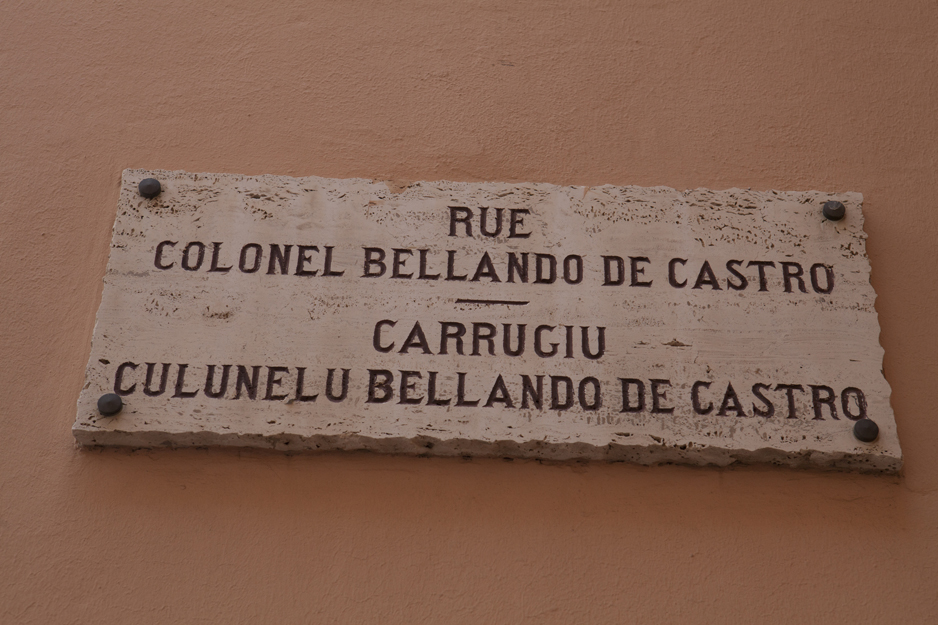 RUE
COLONEL BELLANDO DE CASTRO
CARRUGIU
CULUNELU BELLANDO DE CASTRO